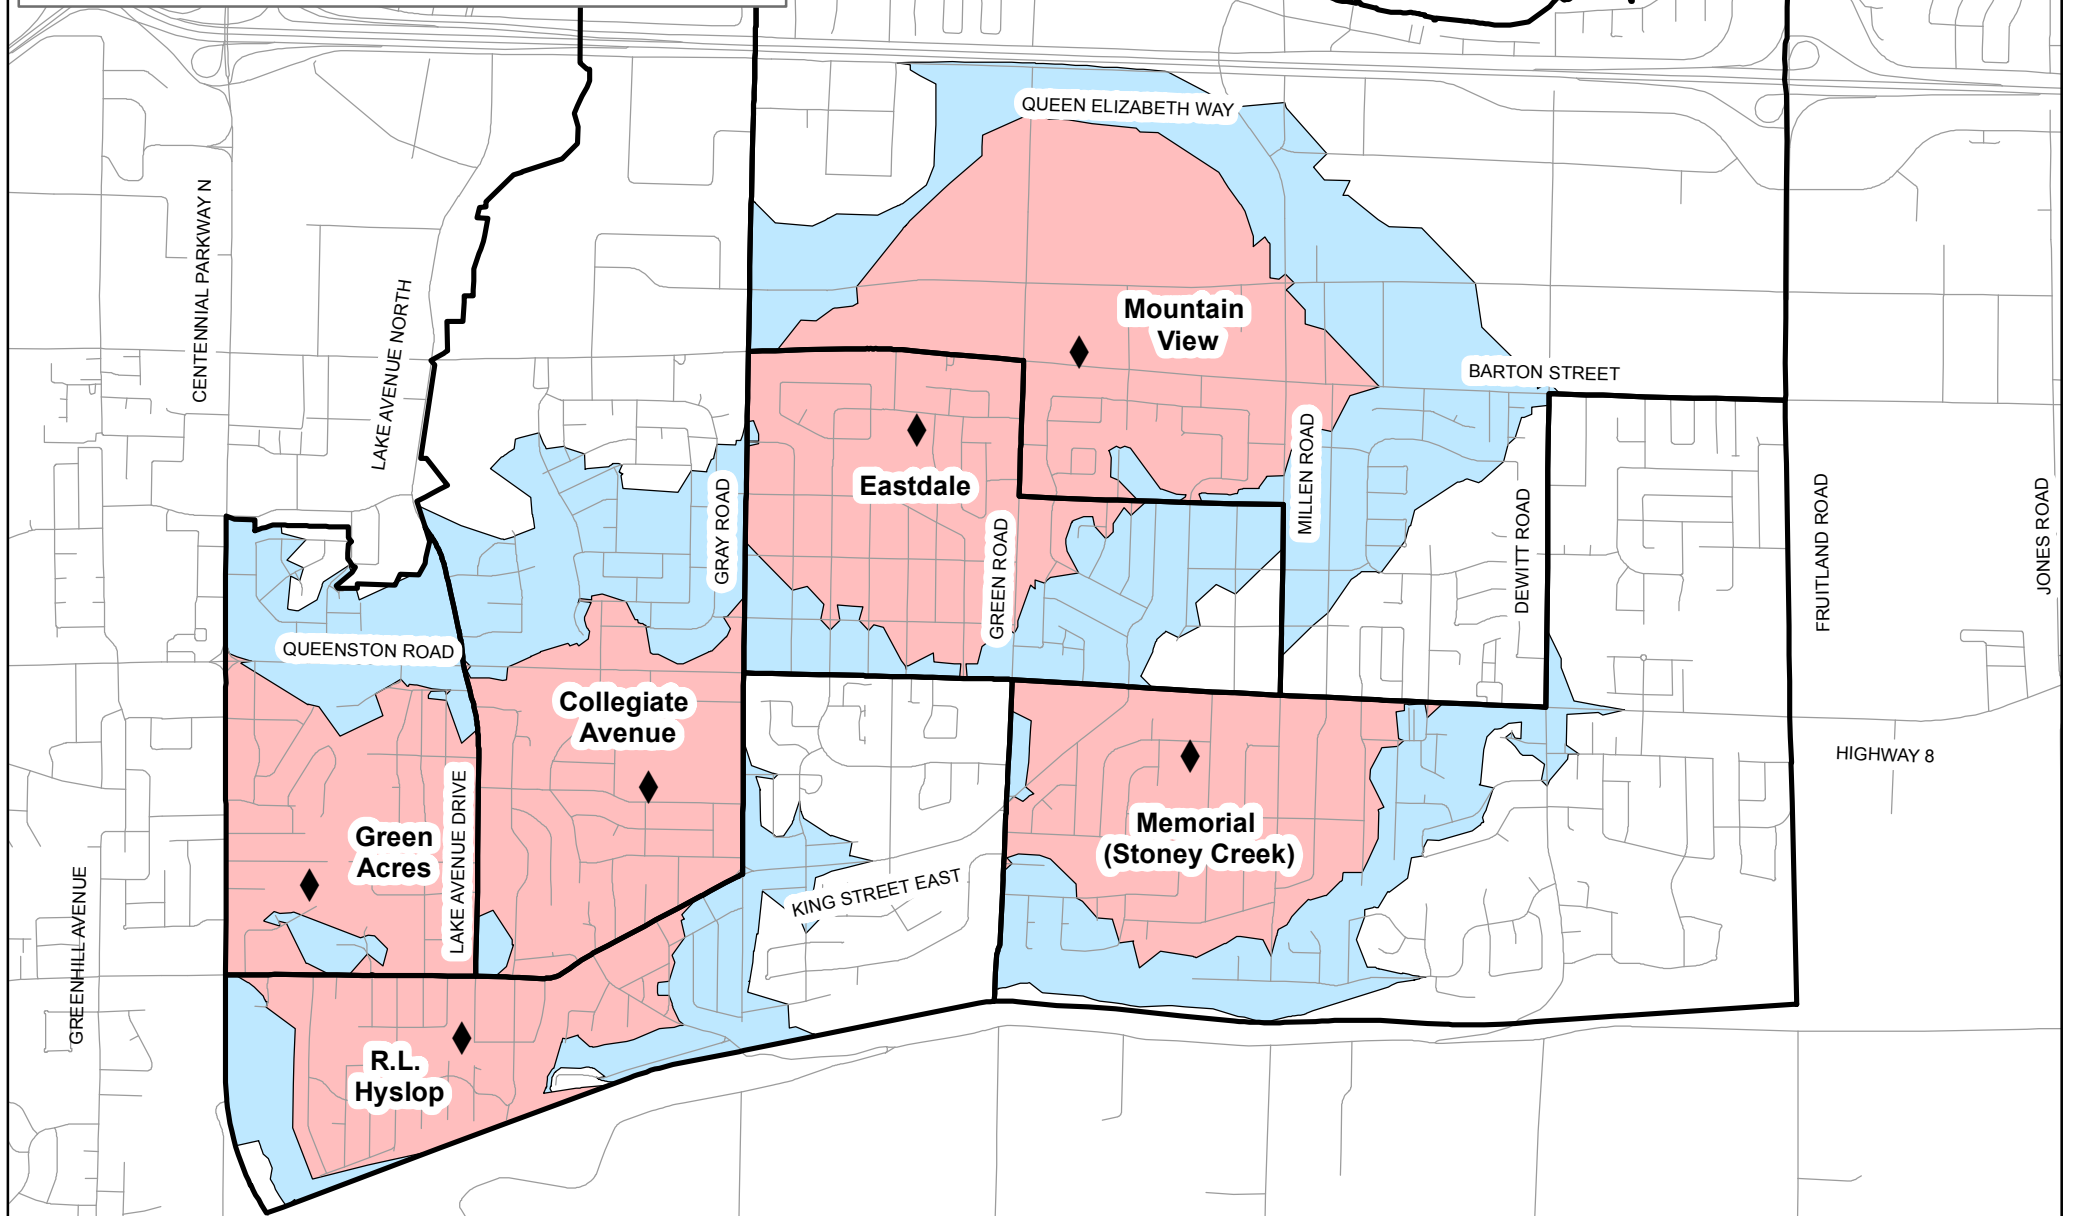 QUEEN ELIZABETH WAY
CENTENNIAL PARKWAY N
LAKE AVENUE NORTH
Mountain
View
BARTON STREET
Eastdale
GRAY ROAD
GREEN ROAD
MILLEN ROAD
DEWITT ROAD
FRUITLAND ROAD
JONES ROAD
QUEENSTON ROAD
Collegiate
Avenue
HIGHWAY 8
Green
Acres
LAKE AVENUE DRIVE
Memorial
(Stoney Creek)
KING STREET EAST
GREENHILL AVENUE
R.L.
Hyslop